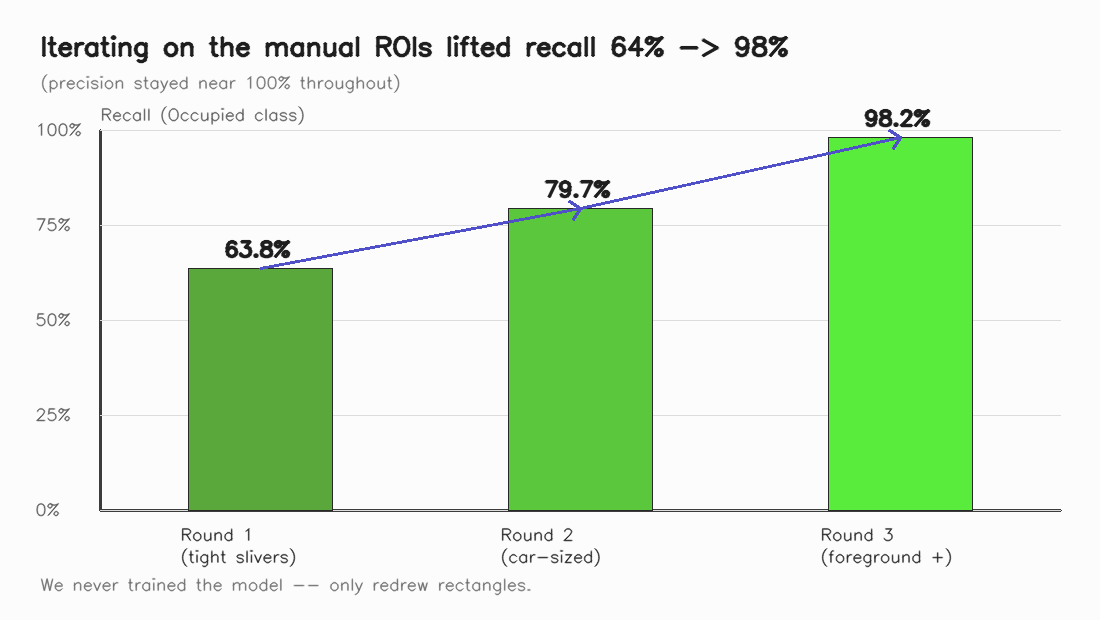 Iterating on the manual ROIs lifted recall 64% -> 98%
(precision stayed near 100% throughout)
Recall (Occupied class)
100%
98.2%
79.7%
75%
63.8%
50%
25%
0%
Round 1
(tight slivers)
Round 2
(car-sized)
Round 3
(foreground +)
We never trained the model -- only redrew rectangles.